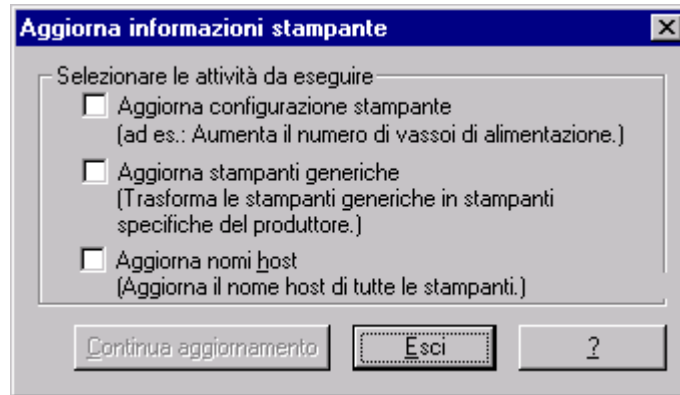 Aggiorna informazioni stampante
Selezionare le attività da eseguire
Aggiorna configurazione stampante
(ad es.: Aumenta il numero di vassoi di alimentazione.)
Aggiorna stampanti generiche
(Trasforma le stampanti generiche in stampanti
specifiche del produttore.)
Aggiorna nomi host
(Aggiorna il nome host di tutte le stampanti.)
Continua aggiornamento Esci ?